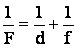 1/F = 1/d + 1/f